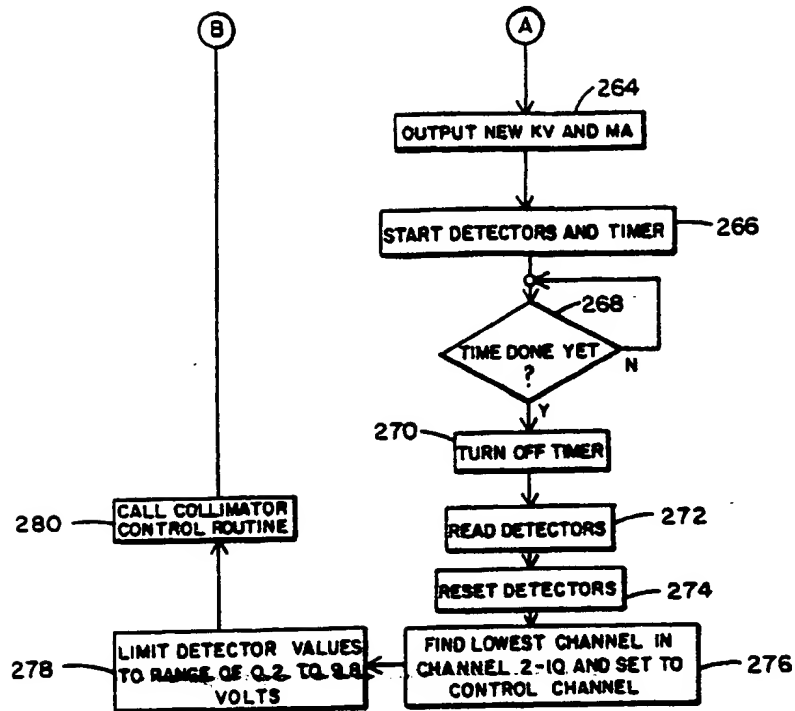 B
A
264
OUTPUT NEW KV AND MA
START DETECTORS AND TIMER
266
268
TIME DONE YET
?
N
Y
270
TURN OFF TIMER
280
CALL COLLIMATOR
CONTROL ROUTINE
READ DETECTORS
272
RESET DETECTORS
274
278
LIMIT DETECTOR VALUES
TO RANGE OF 0.2 TO 9.8
VOLTS
FIND LOWEST CHANNEL IN
CHANNEL 2-10 AND SET TO
CONTROL CHANNEL
276